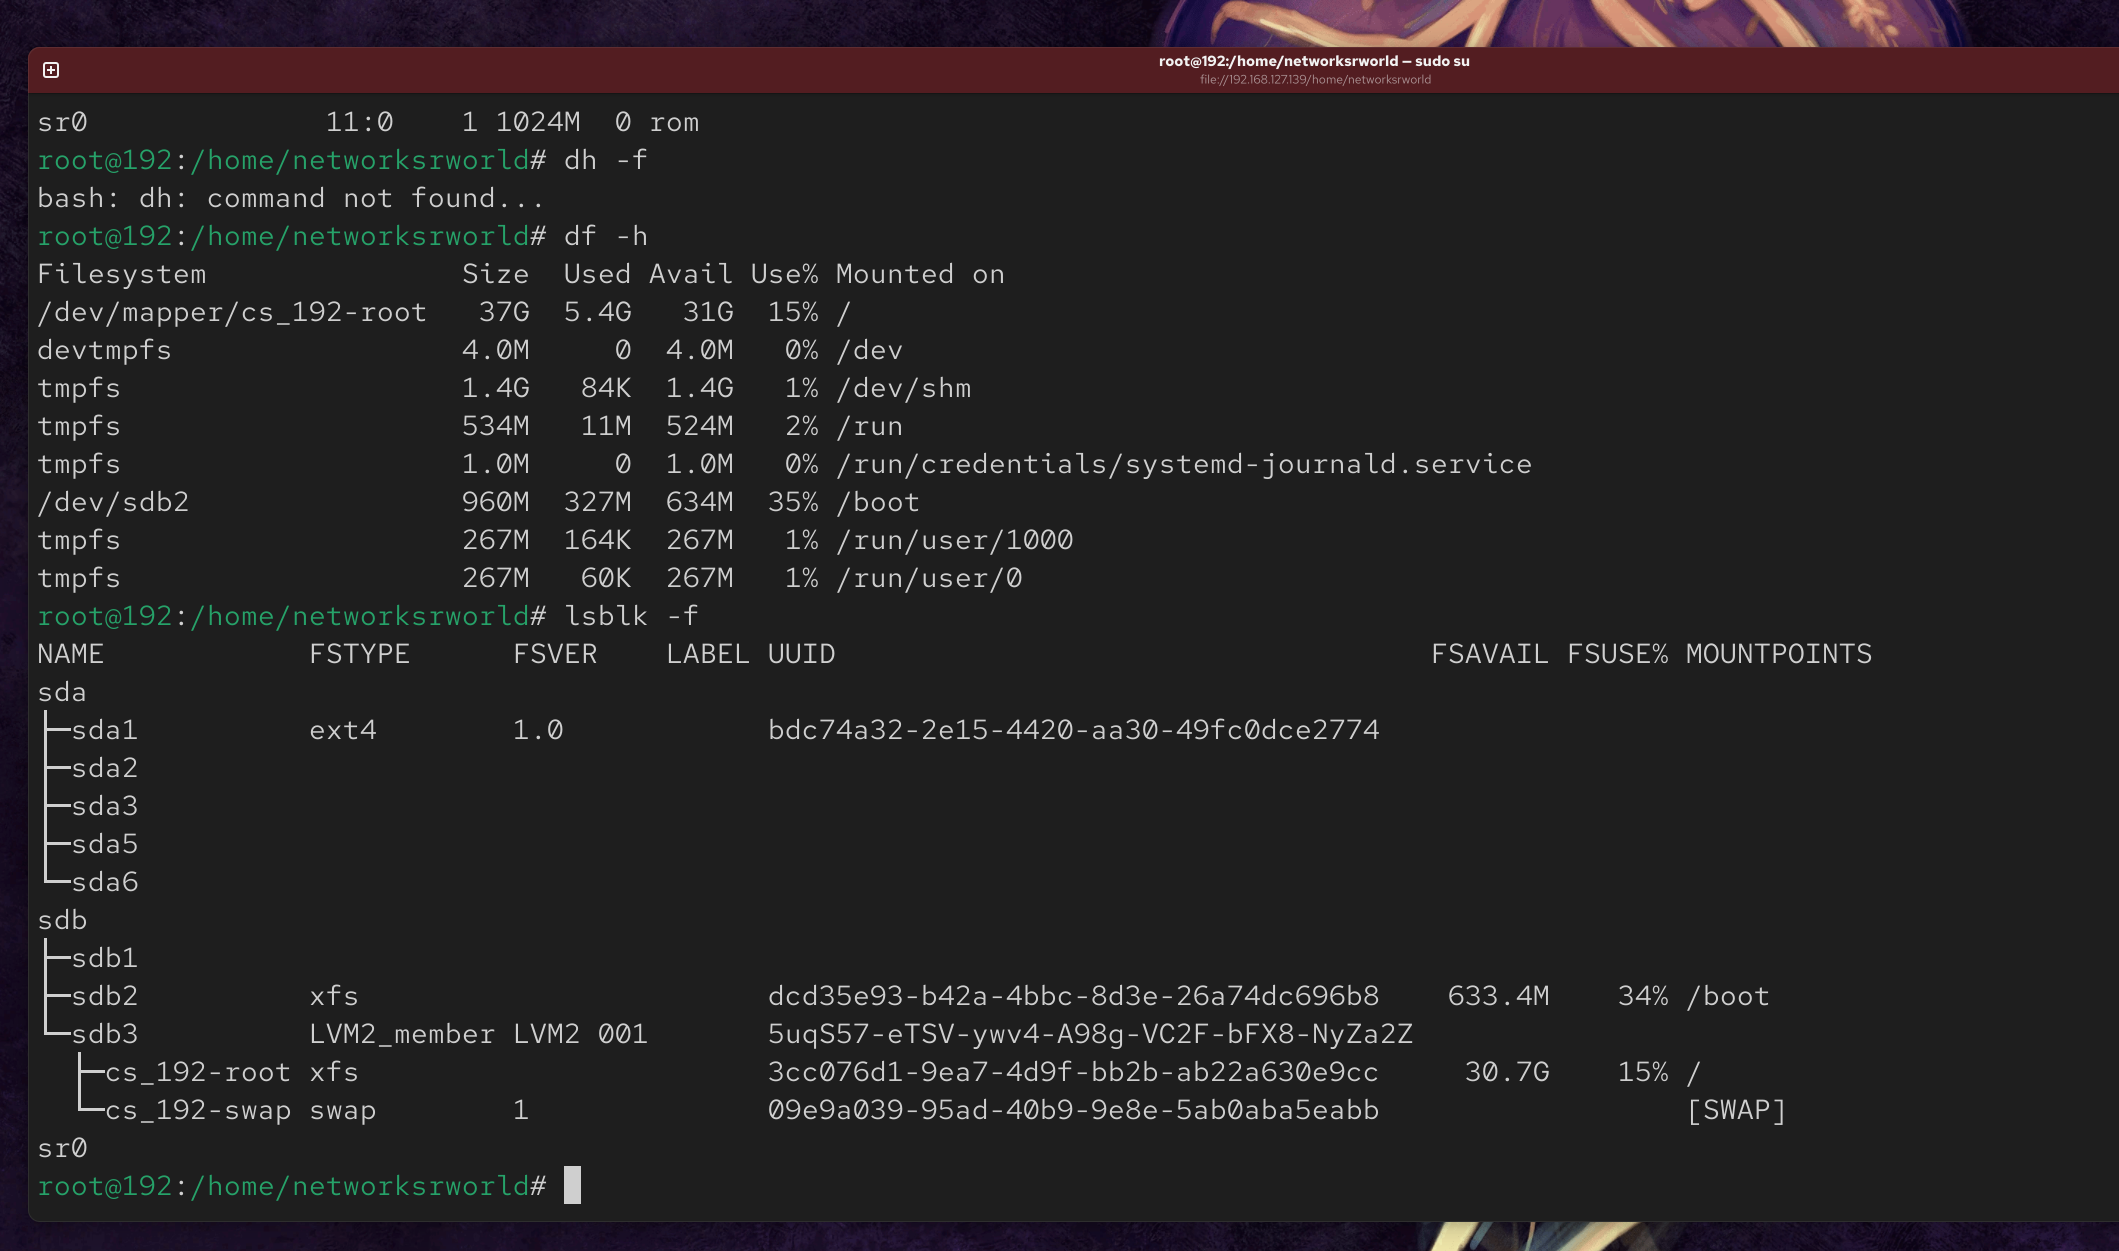 root@192:/home/networksrworld — sudo su
file://192.168.127.139/home/networksrworld
sr0              11:0    1 1024M  0 rom
root@192:/home/networksrworld# dh -f
bash: dh: command not found...
root@192:/home/networksrworld# df -h
Filesystem               Size  Used Avail Use% Mounted on
/dev/mapper/cs_192-root   37G  5.4G   31G  15% /
devtmpfs                 4.0M     0  4.0M   0% /dev
tmpfs                    1.4G   84K  1.4G   1% /dev/shm
tmpfs                    534M   11M  524M   2% /run
tmpfs                    1.0M     0  1.0M   0% /run/credentials/systemd-journald.service
/dev/sdb2                960M  327M  634M  35% /boot
tmpfs                    267M  164K  267M   1% /run/user/1000
tmpfs                    267M   60K  267M   1% /run/user/0
root@192:/home/networksrworld# lsblk -f
NAME            FSTYPE      FSVER    LABEL UUID                                   FSAVAIL FSUSE% MOUNTPOINTS
sda
├─sda1          ext4        1.0            bdc74a32-2e15-4420-aa30-49fc0dce2774
├─sda2
├─sda3
├─sda5
└─sda6
sdb
├─sdb1
├─sdb2          xfs                        dcd35e93-b42a-4bbc-8d3e-26a74dc696b8    633.4M    34% /boot
└─sdb3          LVM2_member LVM2 001       5uqS57-eTSV-ywv4-A98g-VC2F-bFX8-NyZa2Z
  ├─cs_192-root xfs                        3cc076d1-9ea7-4d9f-bb2b-ab22a630e9cc     30.7G    15% /
  └─cs_192-swap swap        1              09e9a039-95ad-40b9-9e8e-5ab0aba5eabb                  [SWAP]
sr0
root@192:/home/networksrworld#